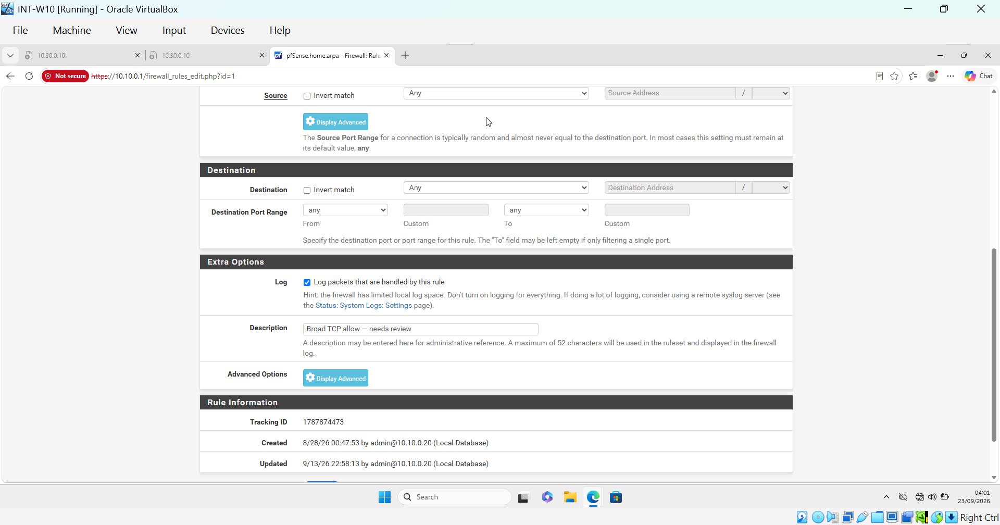 INT-W10 [Running] - Oracle VirtualBox
File Machine View Input Devices Help
10.30.0.10
10.30.0.10
pfSense.home.arpa - Firewall: Rule
Not secure https://10.10.0.1/firewall_rules_edit.php?id=1
Chat
Source Invert match Any Source Address /
Display Advanced
The Source Port Range for a connection is typically random and almost never equal to the destination port. In most cases this setting must remain at
its default value, any.
Destination
Destination Invert match Any Destination Address /
Destination Port Range any any
From Custom To Custom
Specify the destination port or port range for this rule. The "To" field may be left empty if only filtering a single port.
Extra Options
Log Log packets that are handled by this rule
Hint: the firewall has limited local log space. Don't turn on logging for everything. If doing a lot of logging, consider using a remote syslog server (see
the Status: System Logs: Settings page).
Description Broad TCP allow — needs review
A description may be entered here for administrative reference. A maximum of 52 characters will be used in the ruleset and displayed in the firewall
log.
Advanced Options Display Advanced
Rule Information
Tracking ID 1787874473
Created 8/28/26 00:47:53 by admin@10.10.0.20 (Local Database)
Updated 9/13/26 22:58:13 by admin@10.10.0.20 (Local Database)
Search
04:01
23/09/2026
Right Ctrl